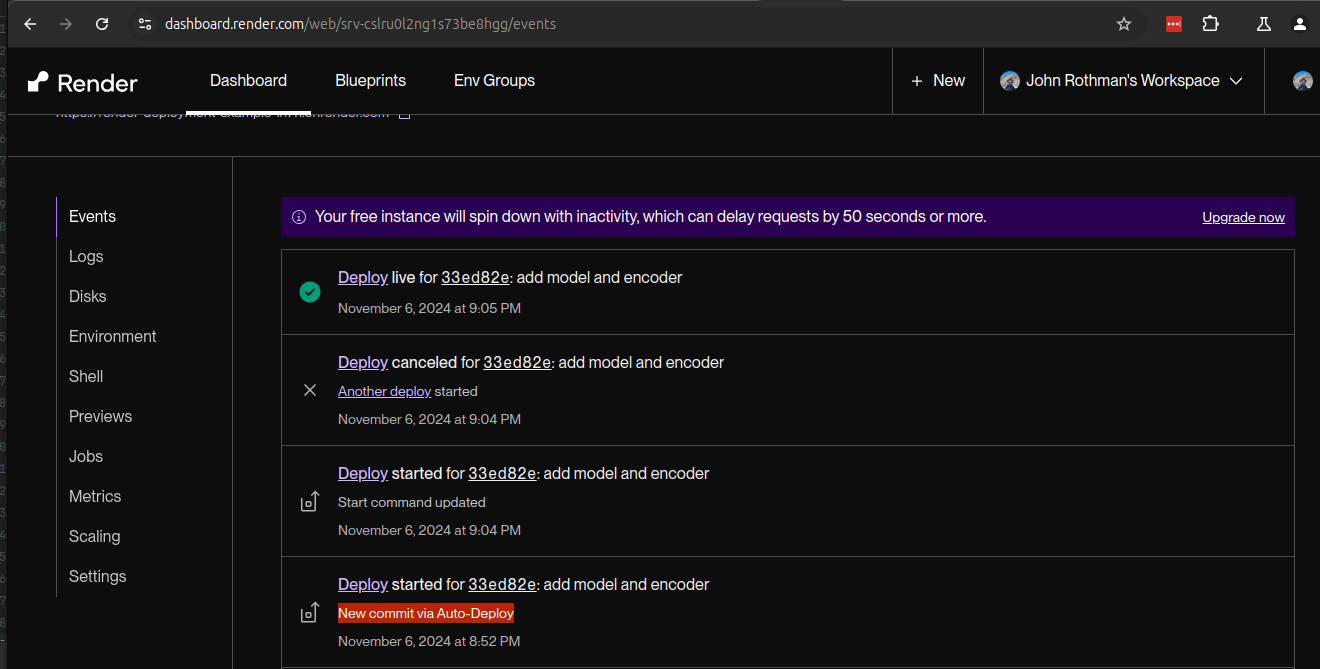 dashboard.render.com/web/srv-cslru0l2ng1s73be8hgg/events
Render
Dashboard
Blueprints
Env Groups
+ New
John Rothman's Workspace
Events
Logs
Disks
Environment
Shell
Previews
Jobs
Metrics
Scaling
Settings
Your free instance will spin down with inactivity, which can delay requests by 50 seconds or more.
Upgrade now
Deploy live for 33ed82e: add model and encoder
November 6, 2024 at 9:05 PM
Deploy canceled for 33ed82e: add model and encoder
Another deploy started
November 6, 2024 at 9:04 PM
Deploy started for 33ed82e: add model and encoder
Start command updated
November 6, 2024 at 9:04 PM
Deploy started for 33ed82e: add model and encoder
New commit via Auto-Deploy
November 6, 2024 at 8:52 PM